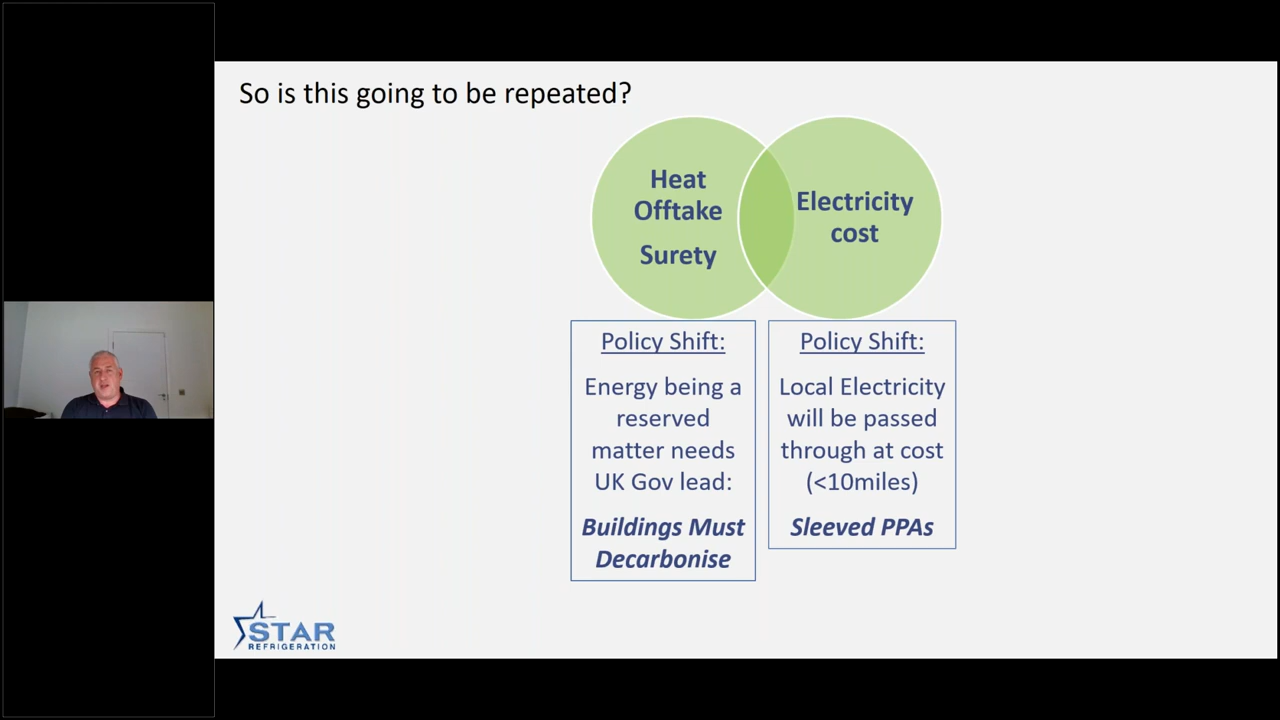 So is this going to be repeated?
Heat
Offtake
Surety
Electricity
cost
Policy Shift:
Energy being a
reserved
matter needs
UK Gov lead:
Buildings Must
Decarbonise
Policy Shift:
Local Electricity
will be passed
through at cost
(<10miles)
Sleeved PPAs
STAR
REFRIGERATION